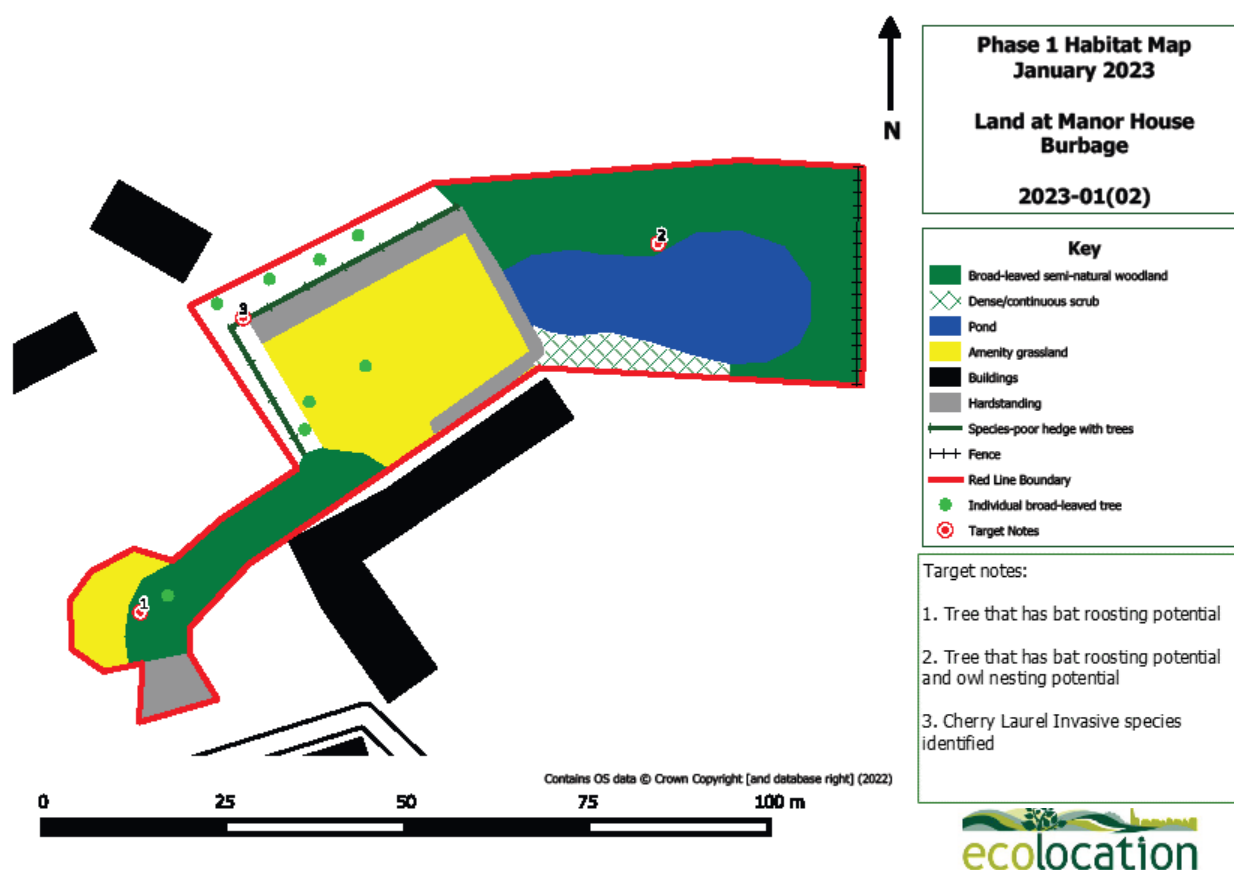 Phase 1 Habitat Map
January 2023
Land at Manor House
Burbage
2023-01(02)
N
Key
Broad-leaved semi-natural woodland
Dense/continuous scrub
Pond
Amenity grassland
Buildings
Hardstanding
Species-poor hedge with trees
Fence
Red Line Boundary
Individual broad-leaved tree
Target Notes
2
3
1
Target notes:
1. Tree that has bat roosting potential
2. Tree that has bat roosting potential
and owl nesting potential
3. Cherry Laurel Invasive species
identified
Contains OS data © Crown Copyright [and database right] (2022)
0 25 50 75 100 m
ecolocation